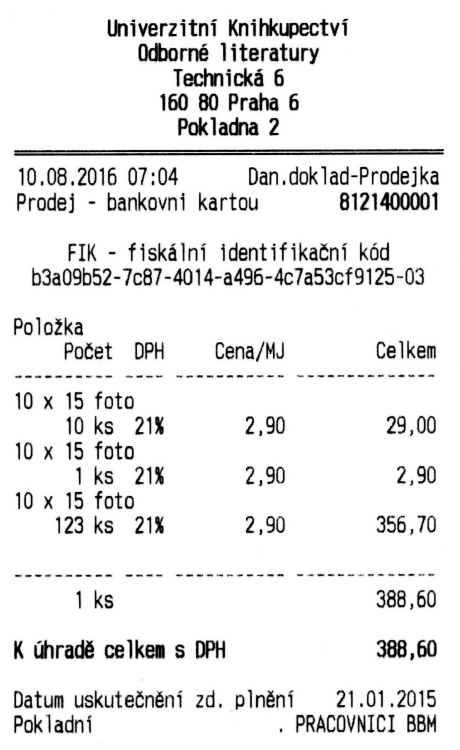 Univerzitní Knihkupectví
Odborné literatury
Technická 6
160 80 Praha 6
Pokladna 2
10.08.2016 07:04 Dan.doklad-Prodejka
Prodej - bankovni kartou 8121400001
FIK - fiskální identifikační kód
b3a09b52-7c87-4014-a496-4c7a53cf9125-03
Položka
Počet DPH Cena/MJ Celkem
10 x 15 foto
10 ks 21% 2,90 29,00
10 x 15 foto
1 ks 21% 2,90 2,90
10 x 15 foto
123 ks 21% 2,90 356,70
1 ks 388,60
K úhradě celkem s DPH 388,60
Datum uskutečnění zd. plnění 21.01.2015
Pokladní . PRACOVNICI BBM